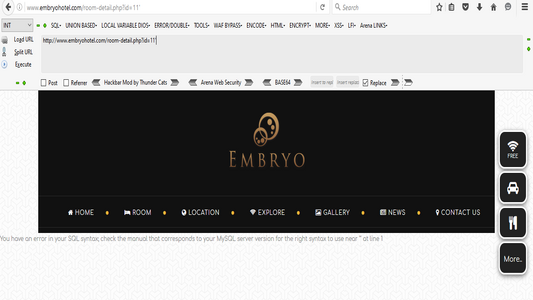 www.embryohotel.com/room-detail.php?id=11'
Search
INT
SQL- UNION BASED- LOCAL VARIABLE DIOS- ERROR/DOUBLE- TOOLS- WAF BYPASS- ENCODE- HTML- ENCRYPT- MORE- XSS- LFI- Arena LINKS-
Load URL
http://www.embryohotel.com/room-detail.php?id=11'
Split URL
Execute
Post Referrer Hackbar Mod by Thunder Cats Arena Web Security BASE64 Insert to repl Insert replac Replace
EMBRYO
FREE
HOME ROOM LOCATION EXPLORE GALLERY NEWS CONTACT US
You have an error in your SQL syntax; check the manual that corresponds to your MySQL server version for the right syntax to use near '' at line 1
More..